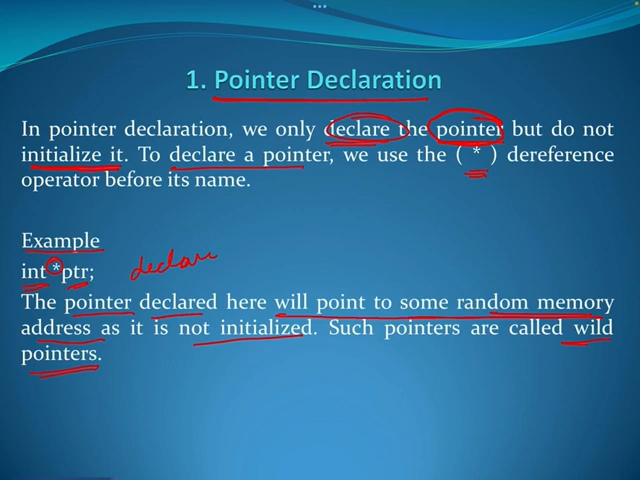 1. Pointer Declaration
In pointer declaration, we only declare the pointer but do not
initialize it. To declare a pointer, we use the ( * ) dereference
operator before its name.
Example
int *ptr;
declare
The pointer declared here will point to some random memory
address as it is not initialized. Such pointers are called wild
pointers.